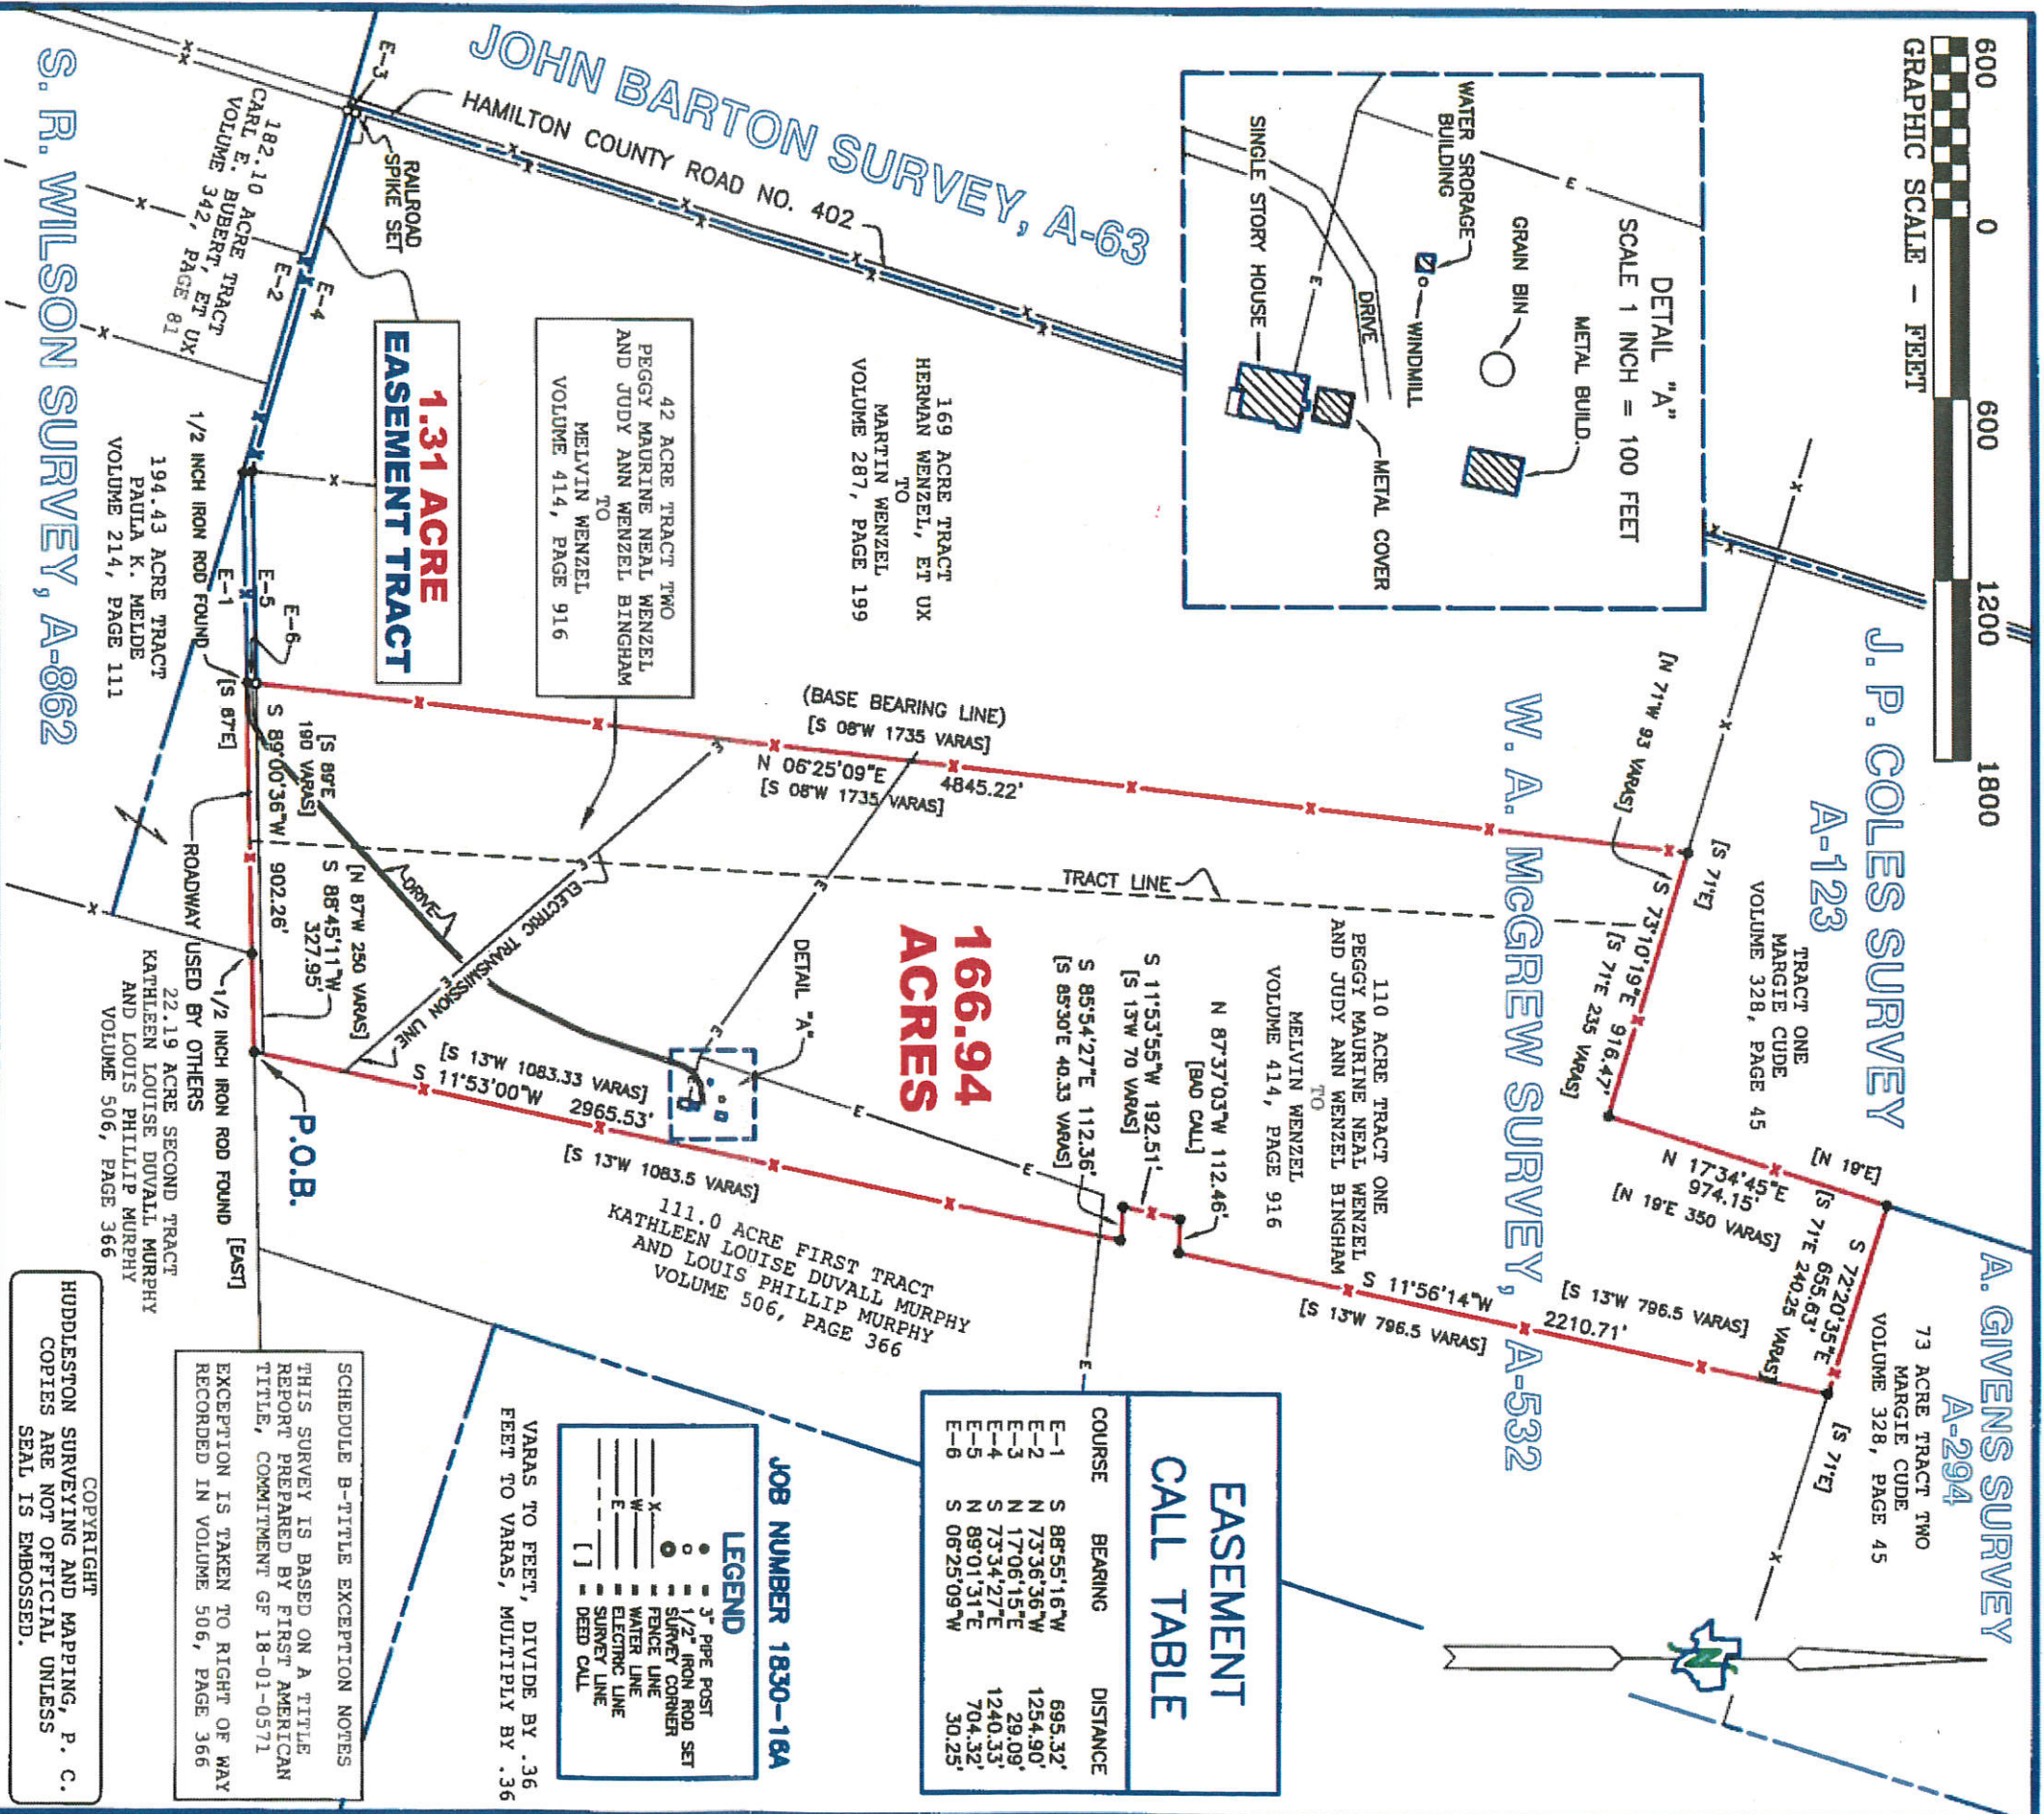 600 0 600 1200 1800
GRAPHIC SCALE - FEET
J. P. COLES SURVEY
A-123
A. GIVENS SURVEY
A-294
TRACT ONE
MARGIE CUDE
VOLUME 328, PAGE 45
73 ACRE TRACT TWO
MARGIE CUDE
VOLUME 328, PAGE 45
DETAIL "A"
SCALE 1 INCH = 100 FEET
METAL BUILD.
GRAIN BIN
WATER SRORAGE
BUILDING
WINDMILL
DRIVE
METAL COVER
SINGLE STORY HOUSE
E
E
JOHN BARTON SURVEY, A-63
HAMILTON COUNTY ROAD NO. 402
W. A. McGREW SURVEY, A-532
[N 71°W 93 VARAS]
[S 71°E]
S 73°10'19"E 916.47'
[S 71°E 235 VARAS]
[N 19°E]
N 17°34'45"E
974.15'
[N 19°E 350 VARAS]
S 72°20'35"E
655.63'
[S 71°E 240.25 VARAS]
[S 71°E]
[S 13°W 796.5 VARAS]
S 11°56'14"W 2210.71'
[S 13°W 796.5 VARAS]
110 ACRE TRACT ONE
PEGGY MAURINE NEAL WENZEL
AND JUDY ANN WENZEL BINGHAM
TO
MELVIN WENZEL
VOLUME 414, PAGE 916
N 87°37'03"W 112.46'
[BAD CALL]
S 11°53'55"W 192.51'
[S 13°W 70 VARAS]
S 85°54'27"E 112.36'
[S 85°30'E 40.33 VARAS]
169 ACRE TRACT
HERMAN WENZEL, ET UX
TO
MARTIN WENZEL
VOLUME 287, PAGE 199
(BASE BEARING LINE)
[S 08°W 1735 VARAS]
N 06°25'09"E 4845.22'
[S 08°W 1735 VARAS]
TRACT LINE
166.94
ACRES
DETAIL "A"
E
E
E
E
E
E
E
E
E
E
42 ACRE TRACT TWO
PEGGY MAURINE NEAL WENZEL
AND JUDY ANN WENZEL BINGHAM
TO
MELVIN WENZEL
VOLUME 414, PAGE 916
ELECTRIC TRANSMISSION LINE
DRIVE
[S 13°W 1083.33 VARAS]
S 11°53'00"W 2965.53'
[S 13°W 1083.5 VARAS]
111.0 ACRE FIRST TRACT
KATHLEEN LOUISE DUVALL MURPHY
AND LOUIS PHILLIP MURPHY
VOLUME 506, PAGE 366
1.31 ACRE
EASEMENT TRACT
RAILROAD
SPIKE SET
E-3
E-4
E-2
E-6
E-5
E-1
182.10 ACRE TRACT
CARL E. BUBERT, ET UX
VOLUME 342, PAGE 81
1/2 INCH IRON ROD FOUND
[S 87°E]
194.43 ACRE TRACT
PAULA K. MELDE
VOLUME 214, PAGE 111
[S 89°E
190 VARAS]
S 89°00'36"W 902.26'
[N 87°W 250 VARAS]
S 88°45'11"W
327.95'
ROADWAY USED BY OTHERS
P.O.B.
1/2 INCH IRON ROD FOUND
[EAST]
22.19 ACRE SECOND TRACT
KATHLEEN LOUISE DUVALL MURPHY
AND LOUIS PHILLIP MURPHY
VOLUME 506, PAGE 366
S. R. WILSON SURVEY, A-862
N
EASEMENT
CALL TABLE
COURSE BEARING DISTANCE
E-1 S 88°55'16"W 695.32'
E-2 N 73°36'36"W 1254.90'
E-3 N 17°06'15"E 29.09'
E-4 S 73°34'27"E 1240.33'
E-5 N 89°01'31"E 704.32'
E-6 S 06°25'09"W 30.25'
JOB NUMBER 1830-18A
LEGEND
= 3" PIPE POST
= 1/2" IRON ROD SET
= SURVEY CORNER
X = FENCE LINE
W = WATER LINE
E = ELECTRIC LINE
= SURVEY LINE
[ ] = DEED CALL
VARAS TO FEET, DIVIDE BY .36
FEET TO VARAS, MULTIPLY BY .36
SCHEDULE B-TITLE EXCEPTION NOTES
THIS SURVEY IS BASED ON A TITLE
REPORT PREPARED BY FIRST AMERICAN
TITLE, COMMITMENT GF 18-01-0571
EXCEPTION IS TAKEN TO RIGHT OF WAY
RECORDED IN VOLUME 506, PAGE 366
COPYRIGHT
HUDDLESTON SURVEYING AND MAPPING, P. C.
COPIES ARE NOT OFFICIAL UNLESS
SEAL IS EMBOSSED.